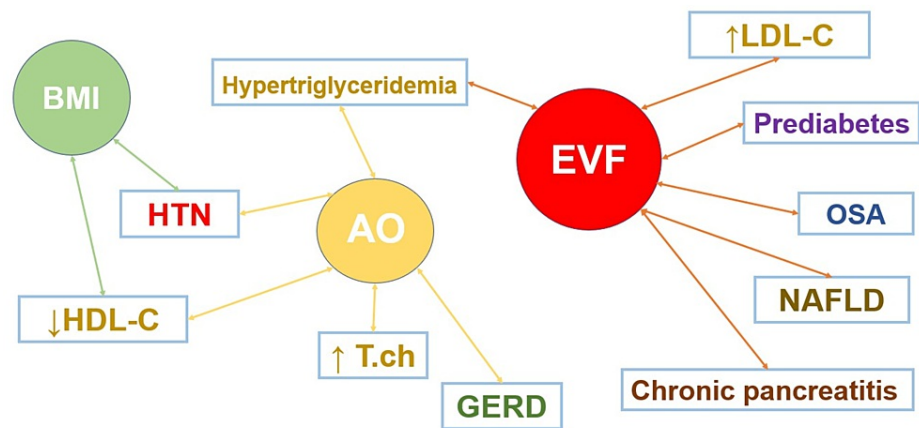 ↑LDL-C
BMI
Hypertriglyceridemia
Prediabetes
EVF
HTN
AO
OSA
NAFLD
↓HDL-C
↑ T.ch
Chronic pancreatitis
GERD